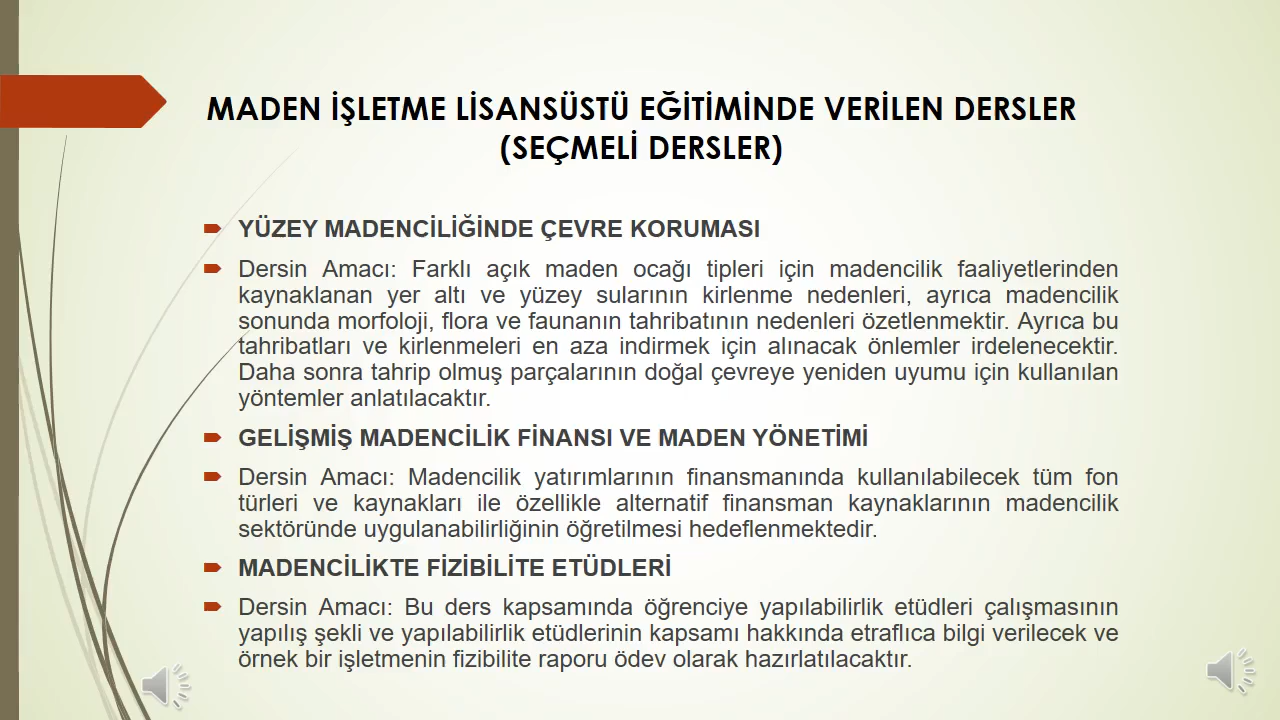 MADEN İŞLETME LİSANSÜSTÜ EĞİTİMİNDE VERİLEN DERSLER
(SEÇMELİ DERSLER)
YÜZEY MADENCİLİĞİNDE ÇEVRE KORUMASI
Dersin Amacı: Farklı açık maden ocağı tipleri için madencilik faaliyetlerinden
kaynaklanan yer altı ve yüzey sularının kirlenme nedenleri, ayrıca madencilik
sonunda morfoloji, flora ve faunanın tahribatının nedenleri özetlenmektir. Ayrıca bu
tahribatları ve kirlenmeleri en aza indirmek için alınacak önlemler irdelenecektir.
Daha sonra tahrip olmuş parçalarının doğal çevreye yeniden uyumu için kullanılan
yöntemler anlatılacaktır.
GELİŞMİŞ MADENCİLİK FİNANSI VE MADEN YÖNETİMİ
Dersin Amacı: Madencilik yatırımlarının finansmanında kullanılabilecek tüm fon
türleri ve kaynakları ile özellikle alternatif finansman kaynaklarının madencilik
sektöründe uygulanabilirliğinin öğretilmesi hedeflenmektedir.
MADENCİLİKTE FİZİBİLİTE ETÜDLERİ
Dersin Amacı: Bu ders kapsamında öğrenciye yapılabilirlik etüdleri çalışmasının
yapılış şekli ve yapılabilirlik etüdlerinin kapsamı hakkında etraflıca bilgi verilecek ve
örnek bir işletmenin fizibilite raporu ödev olarak hazırlatılacaktır.